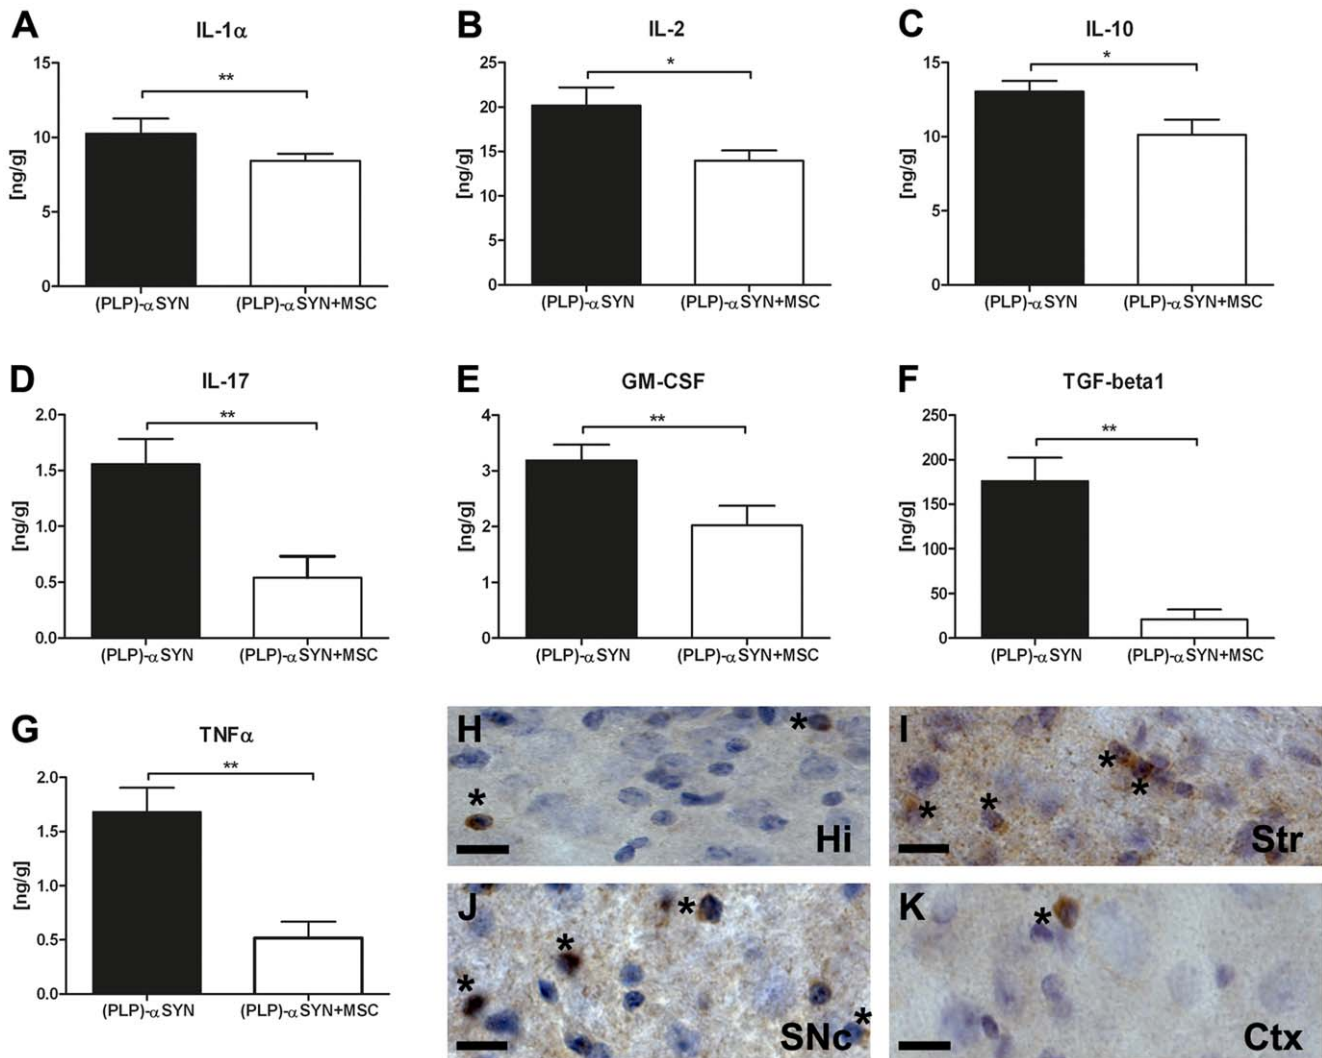 A
IL-1α
**
15
10
5
0
[ng/g]
(PLP)-αSYN
(PLP)-αSYN+MSC
B
IL-2
*
25
20
15
10
5
0
[ng/g]
(PLP)-αSYN
(PLP)-αSYN+MSC
C
IL-10
*
15
10
5
0
[ng/g]
(PLP)-αSYN
(PLP)-αSYN+MSC
D
IL-17
**
2.0
1.5
1.0
0.5
0.0
[ng/g]
(PLP)-αSYN
(PLP)-αSYN+MSC
E
GM-CSF
**
4
3
2
1
0
[ng/g]
(PLP)-αSYN
(PLP)-αSYN+MSC
F
TGF-beta1
**
250
200
150
100
50
0
[ng/g]
(PLP)-αSYN
(PLP)-αSYN+MSC
G
TNFα
**
2.0
1.5
1.0
0.5
0.0
[ng/g]
(PLP)-αSYN
(PLP)-αSYN+MSC
H
*
*
Hi
I
*
*
*
*
Str
J
*
*
*
*
SNc
K
*
Ctx